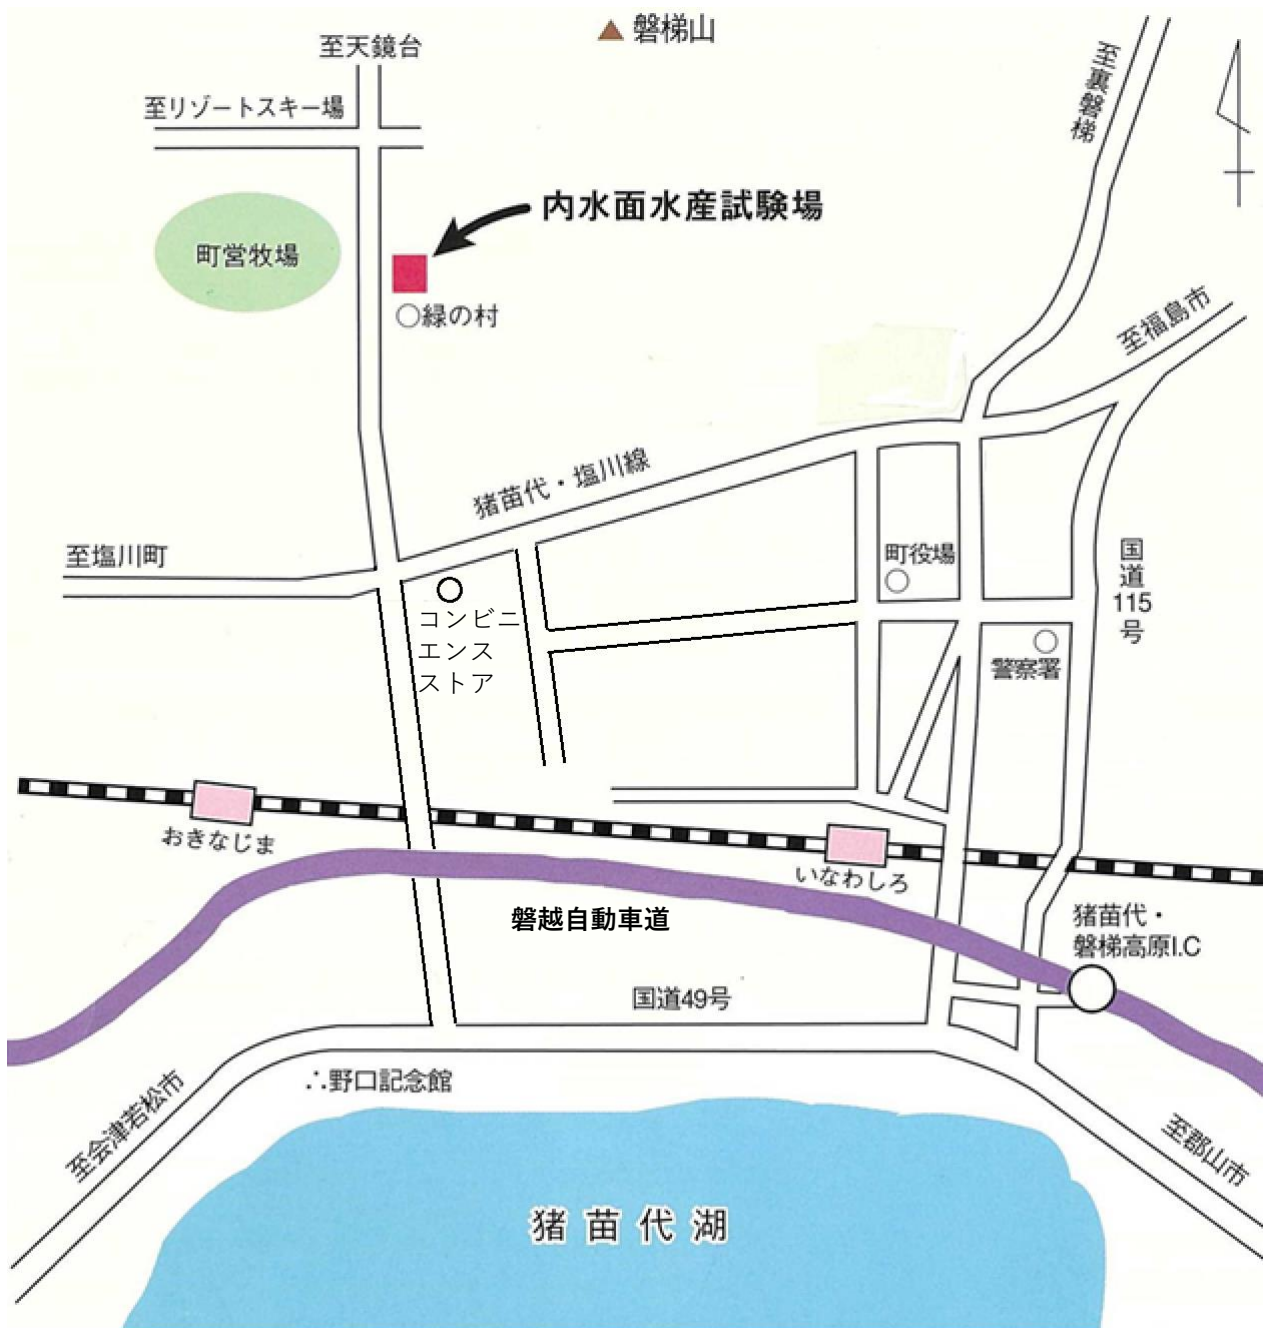 磐梯山
至天鏡台
至裏磐梯
至リゾートスキー場
内水面水産試験場
町営牧場
○緑の村
至福島市
猪苗代・塩川線
至塩川町
町役場
国道115号
コンビニ
エンス
ストア
警察署
おきなじま
いなわしろ
磐越自動車道
猪苗代・
磐梯高原I.C
国道49号
∴野口記念館
至会津若松市
至郡山市
猪苗代湖